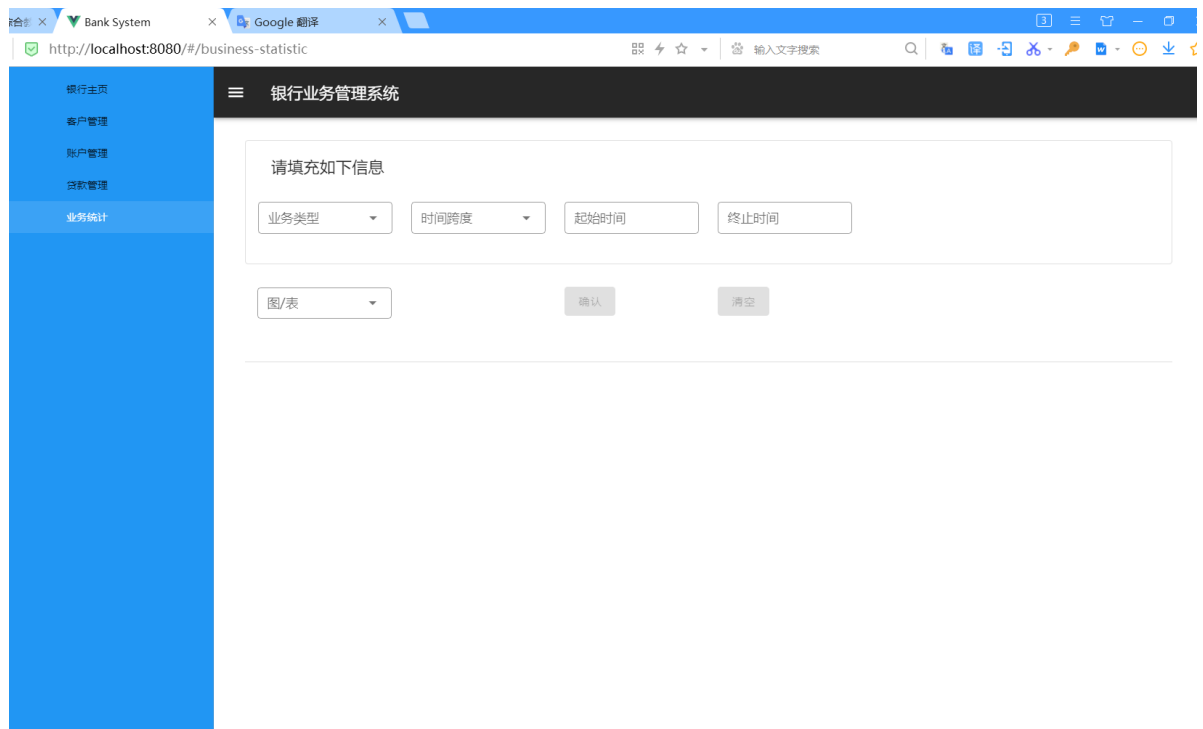 Bank System
Google 翻译
3
http://localhost:8080/#/business-statistic
输入文字搜索
银行主页
客户管理
账户管理
贷款管理
业务统计
银行业务管理系统
请填充如下信息
业务类型
时间跨度
起始时间
终止时间
图/表
确认
清空